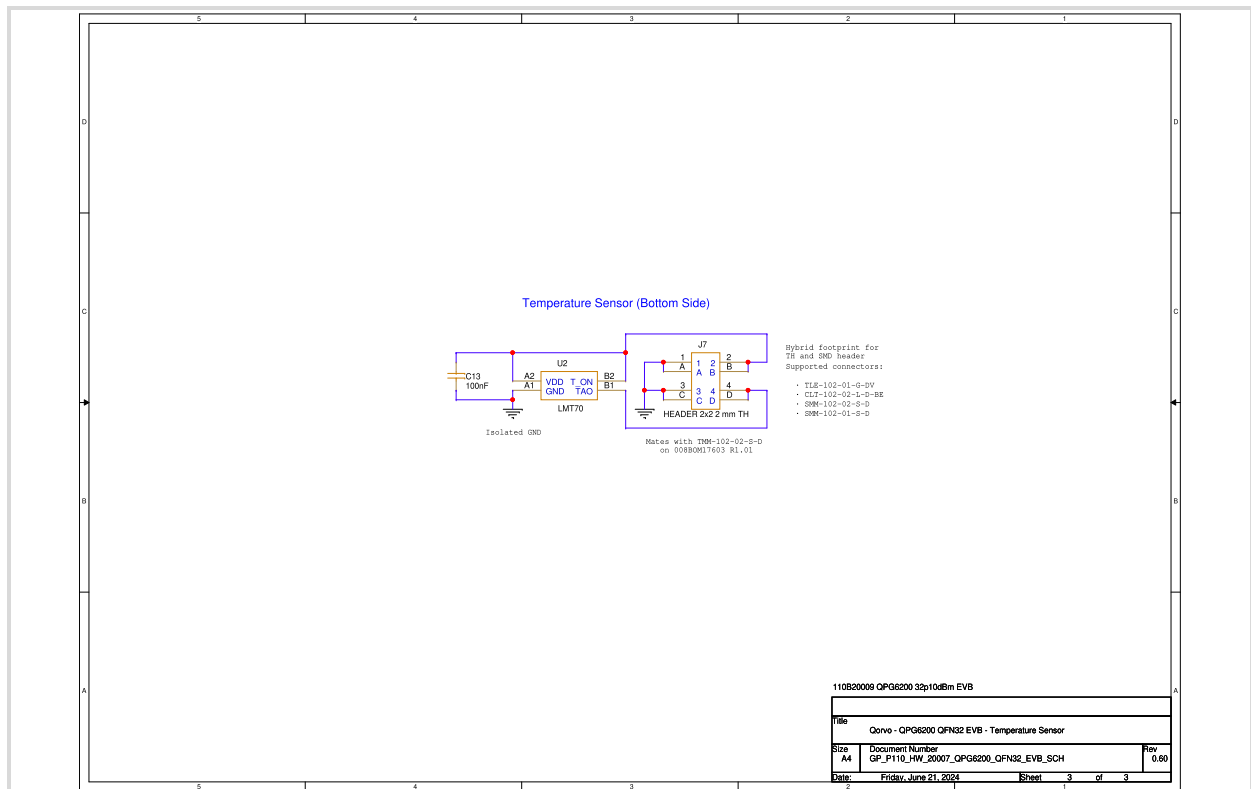 5 4 3 2 1
D D
C C
B B
A A
Temperature Sensor (Bottom Side)
C13
100nF
U2
A2 VDD T_ON B2
A1 GND TAO B1
LMT70
Isolated GND
J7
1 1 2 2
A A B B
3 3 4 4
C C D D
HEADER 2x2 2 mm TH
Mates with TMM-102-02-S-D
on 008BOM17603 R1.01
Hybrid footprint for
TH and SMD header
Supported connectors:
· TLE-102-01-G-DV
· CLT-102-02-L-D-BE
· SMM-102-02-S-D
· SMM-102-01-S-D
110B20009 QPG6200 32p10dBm EVB
Title
Qorvo - QPG6200 QFN32 EVB - Temperature Sensor
Size Document Number Rev
A4 GP_P110_HW_20007_QPG6200_QFN32_EVB_SCH 0.60
Date: Friday, June 21, 2024 Sheet 3 of 3
5 4 3 2 1